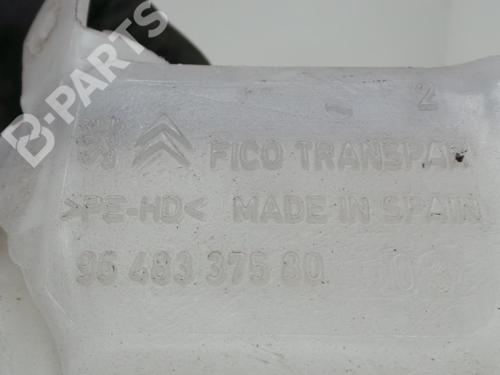 B-PARTS
2
FICO TRANSPAR
>PE-HD< MADE IN SPAIN
96 483 375 80